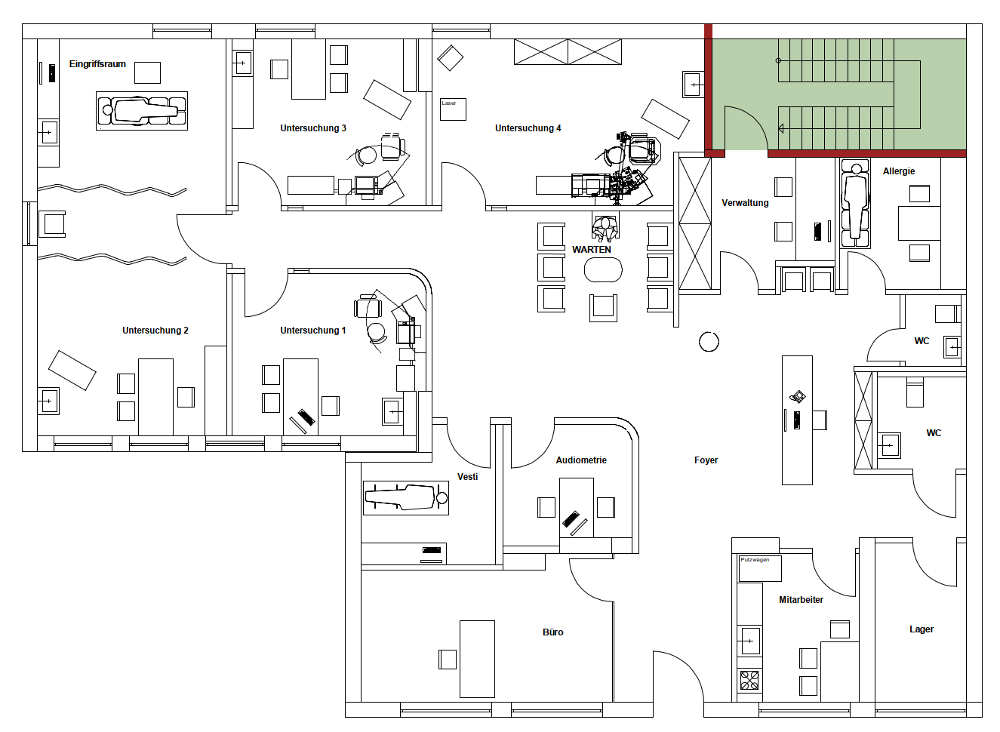 Eingriffsraum
Laser
Untersuchung 3
Untersuchung 4
Allergie
Verwaltung
WARTEN
Untersuchung 2
Untersuchung 1
WC
WC
Audiometrie
Foyer
Vesti
Putzwagen
Mitarbeiter
Büro
Lager